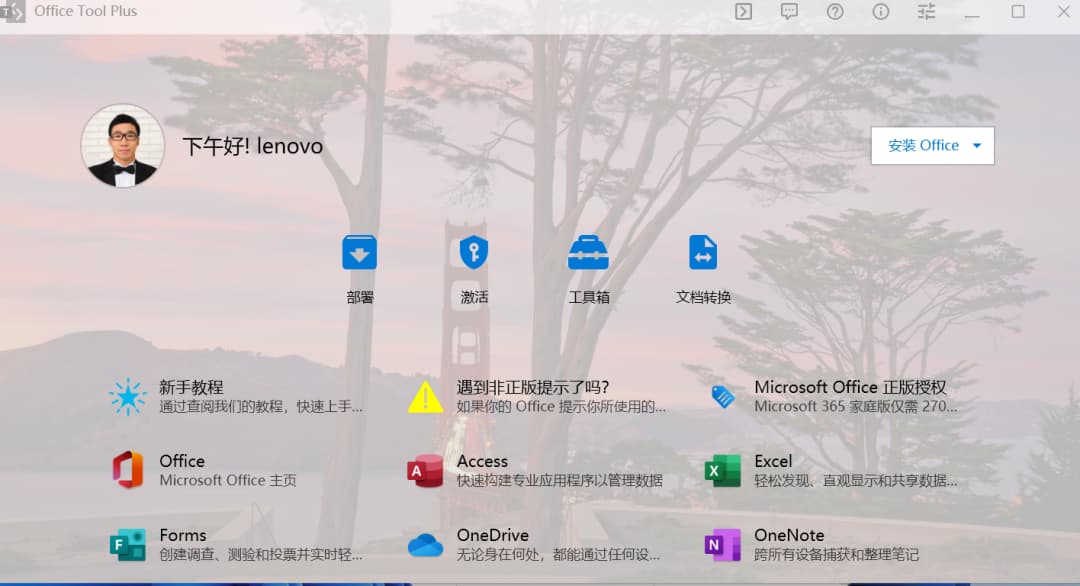 Office Tool Plus
下午好! lenovo
安装 Office
部署
激活
工具箱
文档转换
新手教程
通过查阅我们的教程，快速上手...
遇到非正版提示了吗?
如果你的 Office 提示你所使用的...
Microsoft Office 正版授权
Microsoft 365 家庭版仅需 270...
Office
Microsoft Office 主页
Access
快速构建专业应用程序以管理数据
Excel
轻松发现、直观显示和共享数据...
Forms
创建调查、测验和投票并实时轻...
OneDrive
无论身在何处，都能通过任何设...
OneNote
跨所有设备捕获和整理笔记